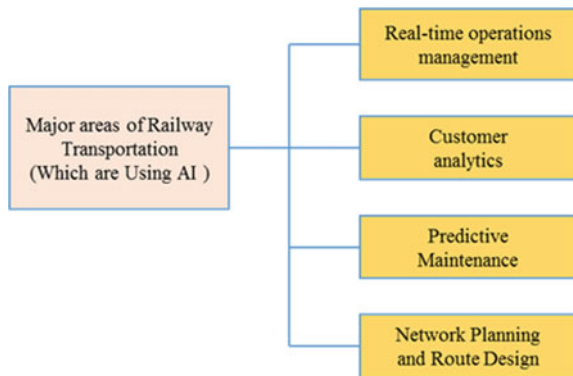 Major areas of Railway
Transportation
(Which are Using AI )
Real-time operations
management
Customer
analytics
Predictive
Maintenance
Network Planning
and Route Design